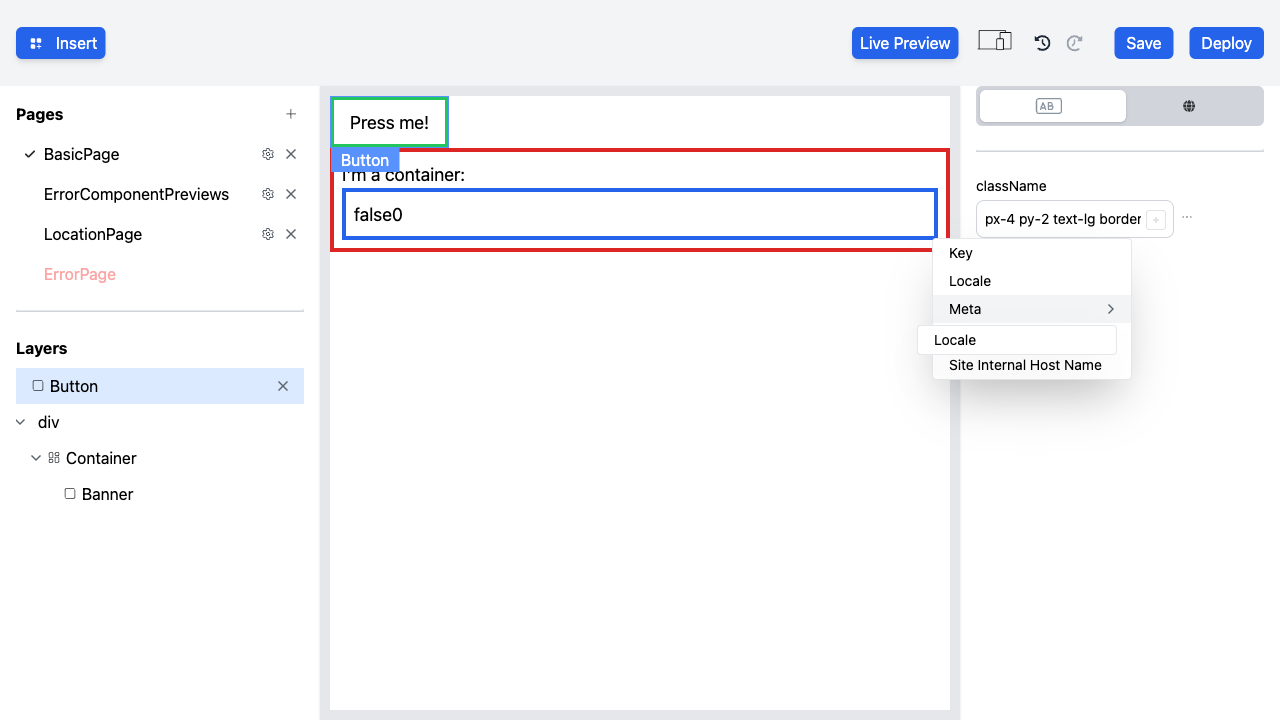 Insert
Live Preview
Save
Deploy
Pages
BasicPage
ErrorComponentPreviews
LocationPage
ErrorPage
Layers
Button
div
Container
Banner
Press me!
Button
I'm a container:
false0
AB
className
px-4 py-2 text-lg border
Key
Locale
Meta
Locale
Site Internal Host Name